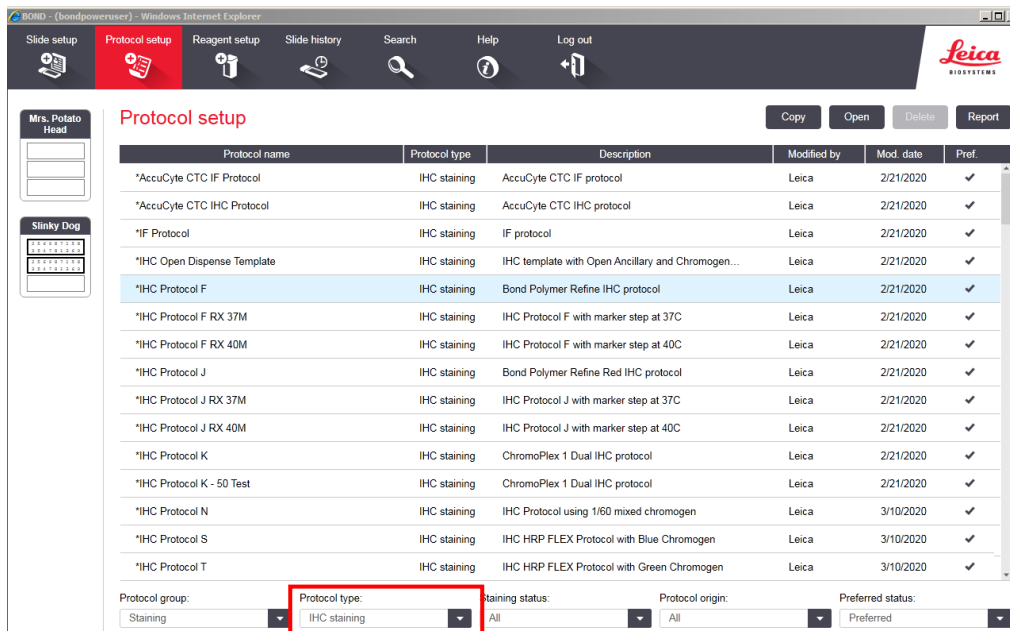 BOND - (bondpoweruser) - Windows Internet Explorer
Slide setup Protocol setup Reagent setup Slide history Search Help Log out
Leica
BIOSYSTEMS
Mrs. Potato
Head
Slinky Dog
Protocol setup
Copy Open Delete Report
Protocol name Protocol type Description Modified by Mod. date Pref.
*AccuCyte CTC IF Protocol IHC staining AccuCyte CTC IF protocol Leica 2/21/2020 ✓
*AccuCyte CTC IHC Protocol IHC staining AccuCyte CTC IHC protocol Leica 2/21/2020 ✓
*IF Protocol IHC staining IF protocol Leica 2/21/2020 ✓
*IHC Open Dispense Template IHC staining IHC template with Open Ancillary and Chromogen... Leica 2/21/2020 ✓
*IHC Protocol F IHC staining Bond Polymer Refine IHC protocol Leica 2/21/2020 ✓
*IHC Protocol F RX 37M IHC staining IHC Protocol F with marker step at 37C Leica 2/21/2020 ✓
*IHC Protocol F RX 40M IHC staining IHC Protocol F with marker step at 40C Leica 2/21/2020 ✓
*IHC Protocol J IHC staining Bond Polymer Refine Red IHC protocol Leica 2/21/2020 ✓
*IHC Protocol J RX 37M IHC staining IHC Protocol J with marker step at 37C Leica 2/21/2020 ✓
*IHC Protocol J RX 40M IHC staining IHC Protocol J with marker step at 40C Leica 2/21/2020 ✓
*IHC Protocol K IHC staining ChromoPlex 1 Dual IHC protocol Leica 2/21/2020 ✓
*IHC Protocol K - 50 Test IHC staining ChromoPlex 1 Dual IHC protocol Leica 2/21/2020 ✓
*IHC Protocol N IHC staining IHC Protocol using 1/60 mixed chromogen Leica 3/10/2020 ✓
*IHC Protocol S IHC staining IHC HRP FLEX Protocol with Blue Chromogen Leica 3/10/2020 ✓
*IHC Protocol T IHC staining IHC HRP FLEX Protocol with Green Chromogen Leica 3/10/2020 ✓
Protocol group: Protocol type: Staining status: Protocol origin: Preferred status:
Staining IHC staining All All Preferred